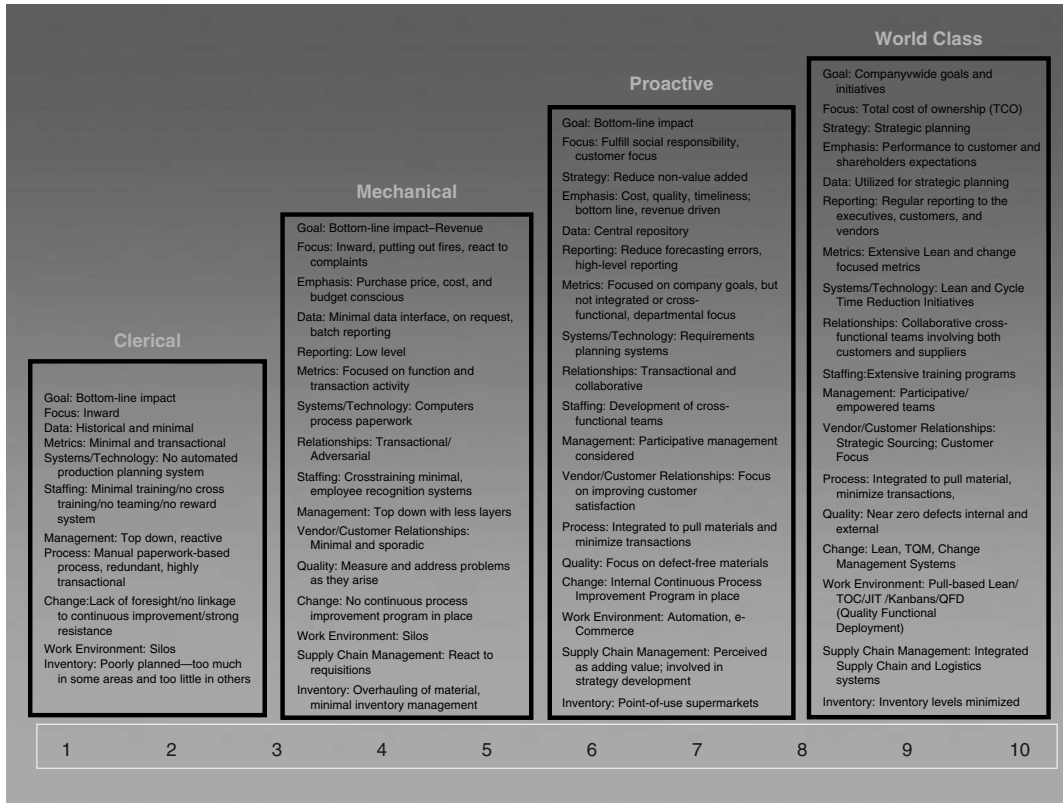 Clerical
Goal: Bottom-line impact
Focus: Inward
Data: Historical and minimal
Metrics: Minimal and transactional
Systems/Technology: No automated
production planning system
Staffing: Minimal training/no cross
training/no teaming/no reward
system
Management: Top down, reactive
Process: Manual paperwork-based
process, redundant, highly
transactional
Change:Lack of foresight/no linkage
to continuous improvement/strong
resistance
Work Environment: Silos
Inventory: Poorly planned—too much
in some areas and too little in others
Mechanical
Goal: Bottom-line impact–Revenue
Focus: Inward, putting out fires, react to
complaints
Emphasis: Purchase price, cost, and
budget conscious
Data: Minimal data interface, on request,
batch reporting
Reporting: Low level
Metrics: Focused on function and
transaction activity
Systems/Technology: Computers
process paperwork
Relationships: Transactional/
Adversarial
Staffing: Crosstraining minimal,
employee recognition systems
Management: Top down with less layers
Vendor/Customer Relationships:
Minimal and sporadic
Quality: Measure and address problems
as they arise
Change: No continuous process
improvement program in place
Work Environment: Silos
Supply Chain Management: React to
requisitions
Inventory: Overhauling of material,
minimal inventory management
Proactive
Goal: Bottom-line impact
Focus: Fulfill social responsibility,
customer focus
Strategy: Reduce non-value added
Emphasis: Cost, quality, timeliness;
bottom line, revenue driven
Data: Central repository
Reporting: Reduce forecasting errors,
high-level reporting
Metrics: Focused on company goals, but
not integrated or cross-
functional, departmental focus
Systems/Technology: Requirements
planning systems
Relationships: Transactional and
collaborative
Staffing: Development of cross-
functional teams
Management: Participative management
considered
Vendor/Customer Relationships: Focus
on improving customer
satisfaction
Process: Integrated to pull materials and
minimize transactions
Quality: Focus on defect-free materials
Change: Internal Continuous Process
Improvement Program in place
Work Environment: Automation, e-
Commerce
Supply Chain Management: Perceived
as adding value; involved in
strategy development
Inventory: Point-of-use supermarkets
World Class
Goal: Companyvwide goals and
initiatives
Focus: Total cost of ownership (TCO)
Strategy: Strategic planning
Emphasis: Performance to customer and
shareholders expectations
Data: Utilized for strategic planning
Reporting: Regular reporting to the
executives, customers, and
vendors
Metrics: Extensive Lean and change
focused metrics
Systems/Technology: Lean and Cycle
Time Reduction Initiatives
Relationships: Collaborative cross-
functional teams involving both
customers and suppliers
Staffing:Extensive training programs
Management: Participative/
empowered teams
Vendor/Customer Relationships:
Strategic Sourcing; Customer
Focus
Process: Integrated to pull material,
minimize transactions,
Quality: Near zero defects internal and
external
Change: Lean, TQM, Change
Management Systems
Work Environment: Pull-based Lean/
TOC/JIT /Kanbans/QFD
(Quality Functional
Deployment)
Supply Chain Management: Integrated
Supply Chain and Logistics
systems
Inventory: Inventory levels minimized
1 2 3 4 5 6 7 8 9 10